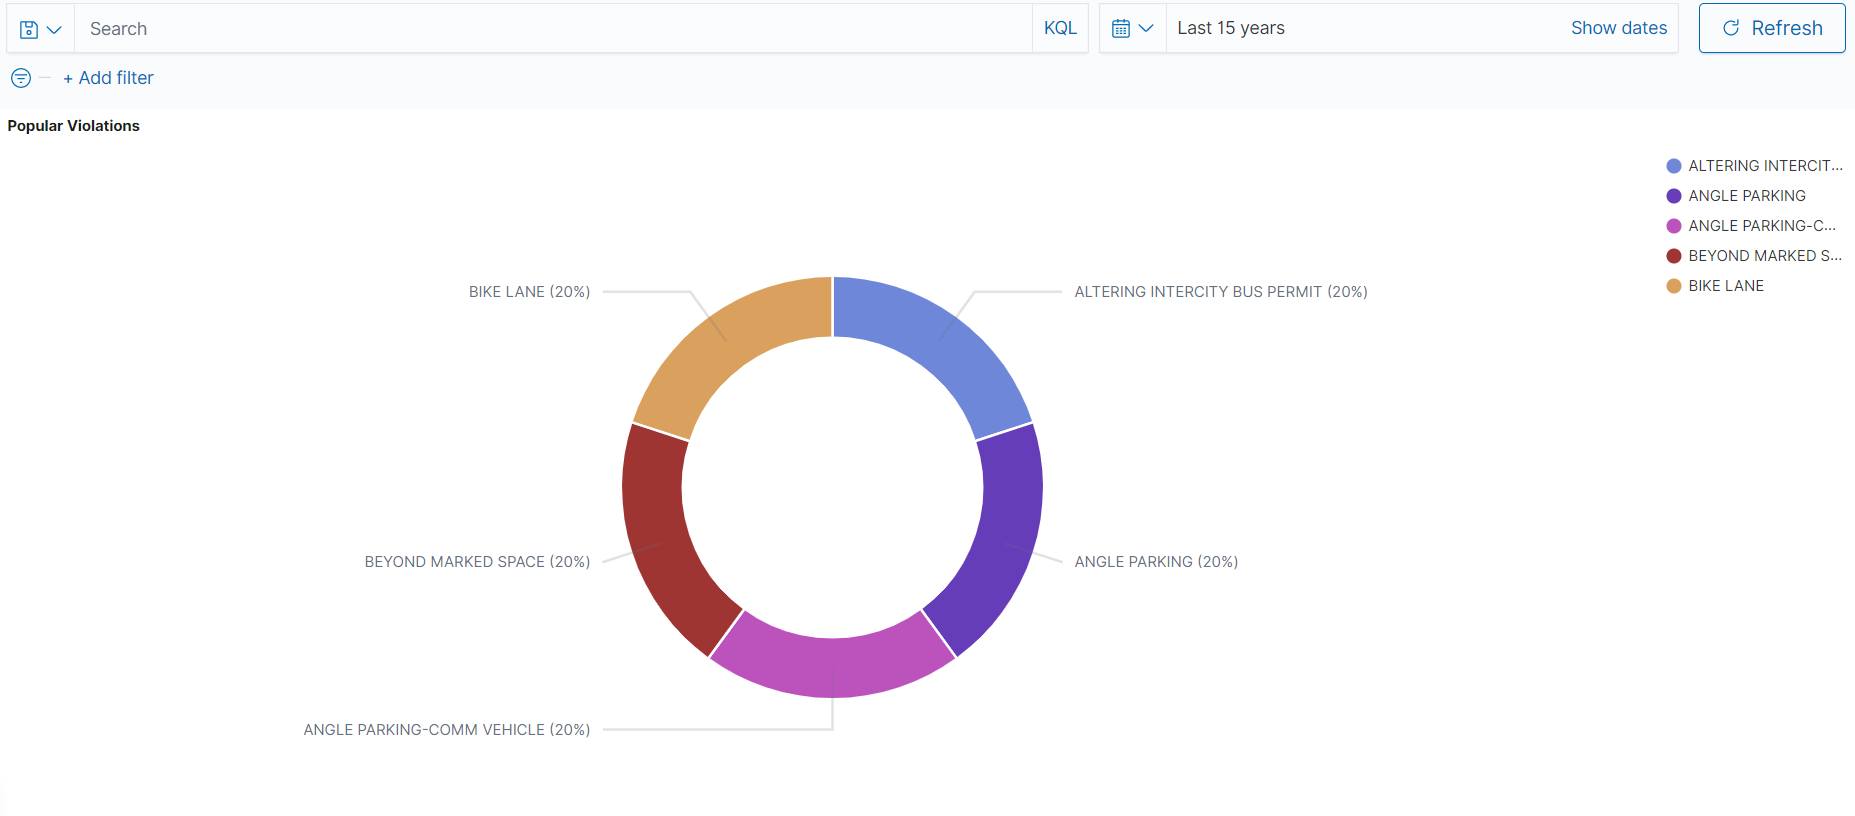 Search
KQL
Last 15 years
Show dates
Refresh
+ Add filter
Popular Violations
ALTERING INTERCIT...
ANGLE PARKING
ANGLE PARKING-C...
BEYOND MARKED S...
BIKE LANE
BIKE LANE (20%)
ALTERING INTERCITY BUS PERMIT (20%)
BEYOND MARKED SPACE (20%)
ANGLE PARKING (20%)
ANGLE PARKING-COMM VEHICLE (20%)